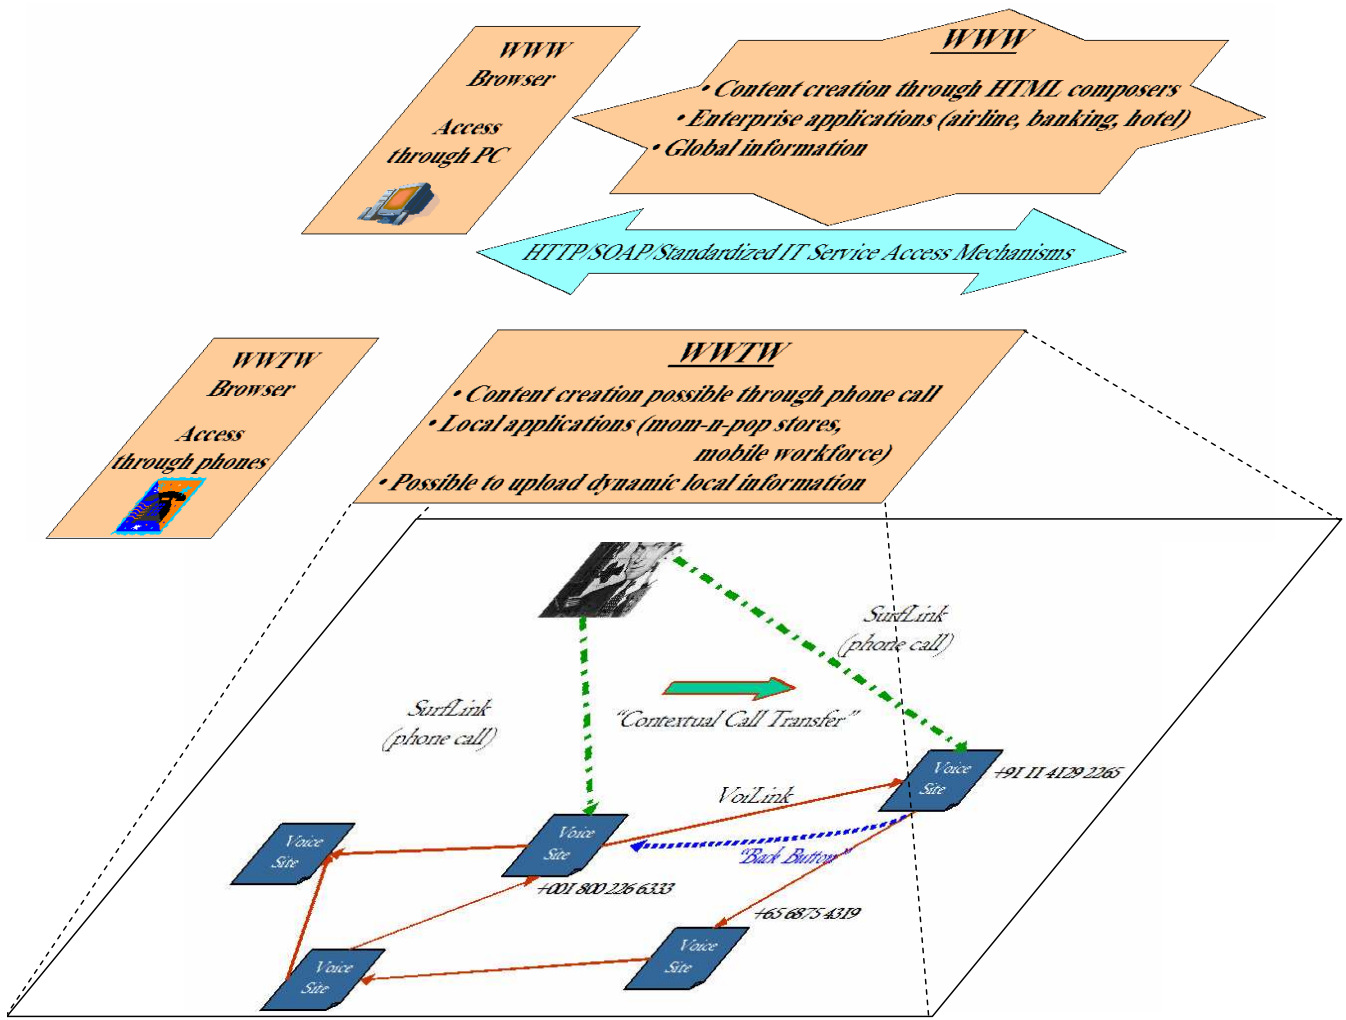 WWW
Browser
Access
through PC
WWW
• Content creation through HTML composers
• Enterprise applications (airline, banking, hotel)
• Global information
HTTP/SOAP/Standardized IT Service Access Mechanisms
WWTW
Browser
Access
through phones
WWTW
• Content creation possible through phone call
• Local applications (mom-n-pop stores,
mobile workforce)
• Possible to upload dynamic local information
SurfLink
(phone call)
SurfLink
(phone call)
"Contextual Call Transfer"
Voice
Site
+91 11 4129 2265
VoiLink
Voice
Site
Voice
Site
"Back Button"
+001 800 226 6333
+65 6875 4319
Voice
Site
Voice
Site